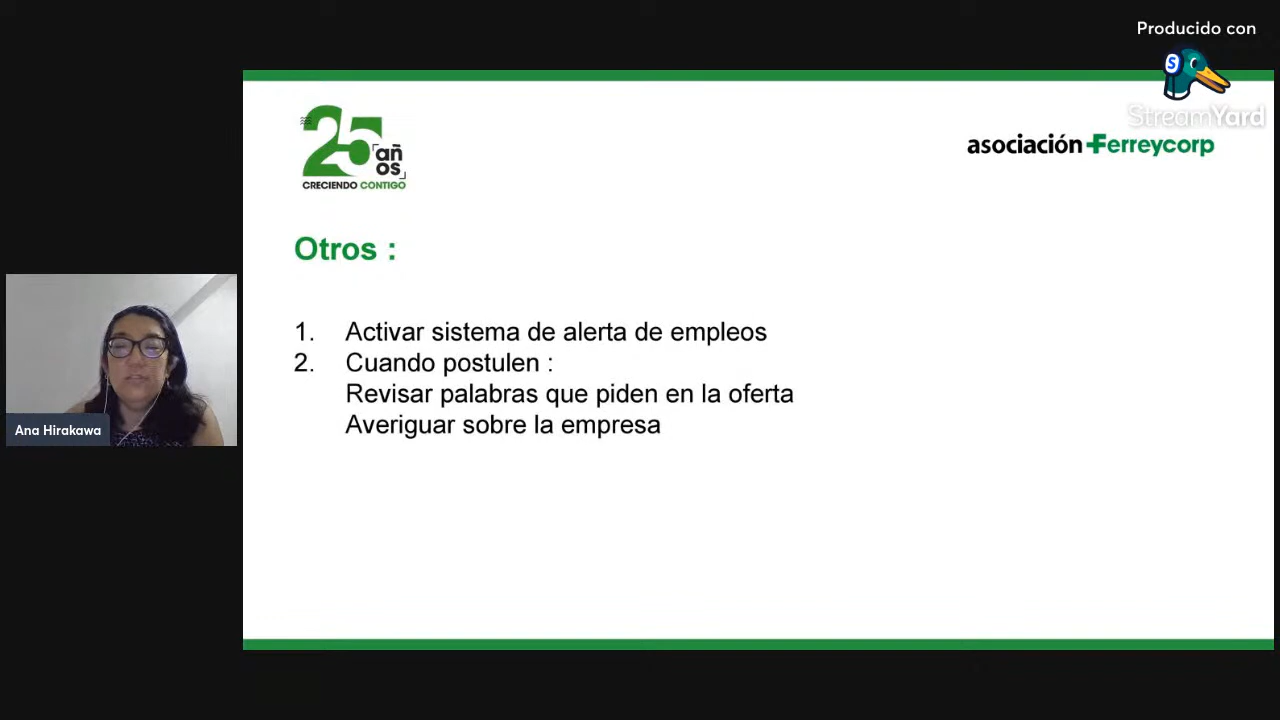 Producido con
StreamYard
25 años
CRECIENDO CONTIGO
asociación Ferreycorp
Otros :
1. Activar sistema de alerta de empleos
2. Cuando postulen :
Revisar palabras que piden en la oferta
Averiguar sobre la empresa
Ana Hirakawa